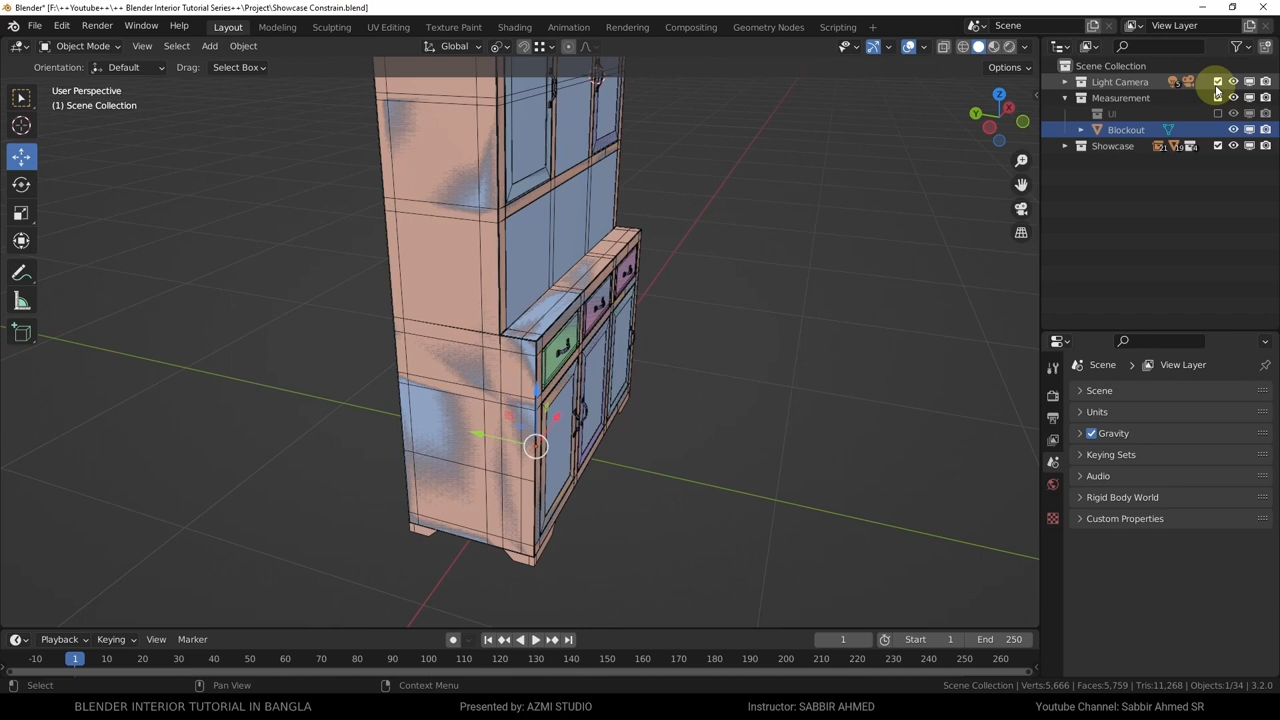 Blender* [F:\++Youtube++\++ Blender Interior Tutorial Series++\Project\Showcase Constrain.blend]
File Edit Render Window Help Layout Modeling Sculpting UV Editing Texture Paint Shading Animation Rendering Compositing Geometry Nodes Scripting + Scene View Layer
Object Mode View Select Add Object Global
Orientation: Default Drag: Select Box Options
User Perspective
(1) Scene Collection
Z
Y X
Scene Collection
Light Camera 5
Measurement
UI
Blockout
Showcase 21 19 4
Scene View Layer
Scene
Units
Gravity
Keying Sets
Audio
Rigid Body World
Custom Properties
Playback Keying View Marker 1 Start 1 End 250
-10 1 10 20 30 40 50 60 70 80 90 100 110 120 130 140 150 160 170 180 190 200 210 220 230 240 250 260
Select Pan View Context Menu Scene Collection | Verts:5,666 | Faces:5,759 | Tris:11,268 | Objects:1/34 | 3.2.0
BLENDER INTERIOR TUTORIAL IN BANGLA Presented by: AZMI STUDIO Instructor: SABBIR AHMED Youtube Channel: Sabbir Ahmed SR